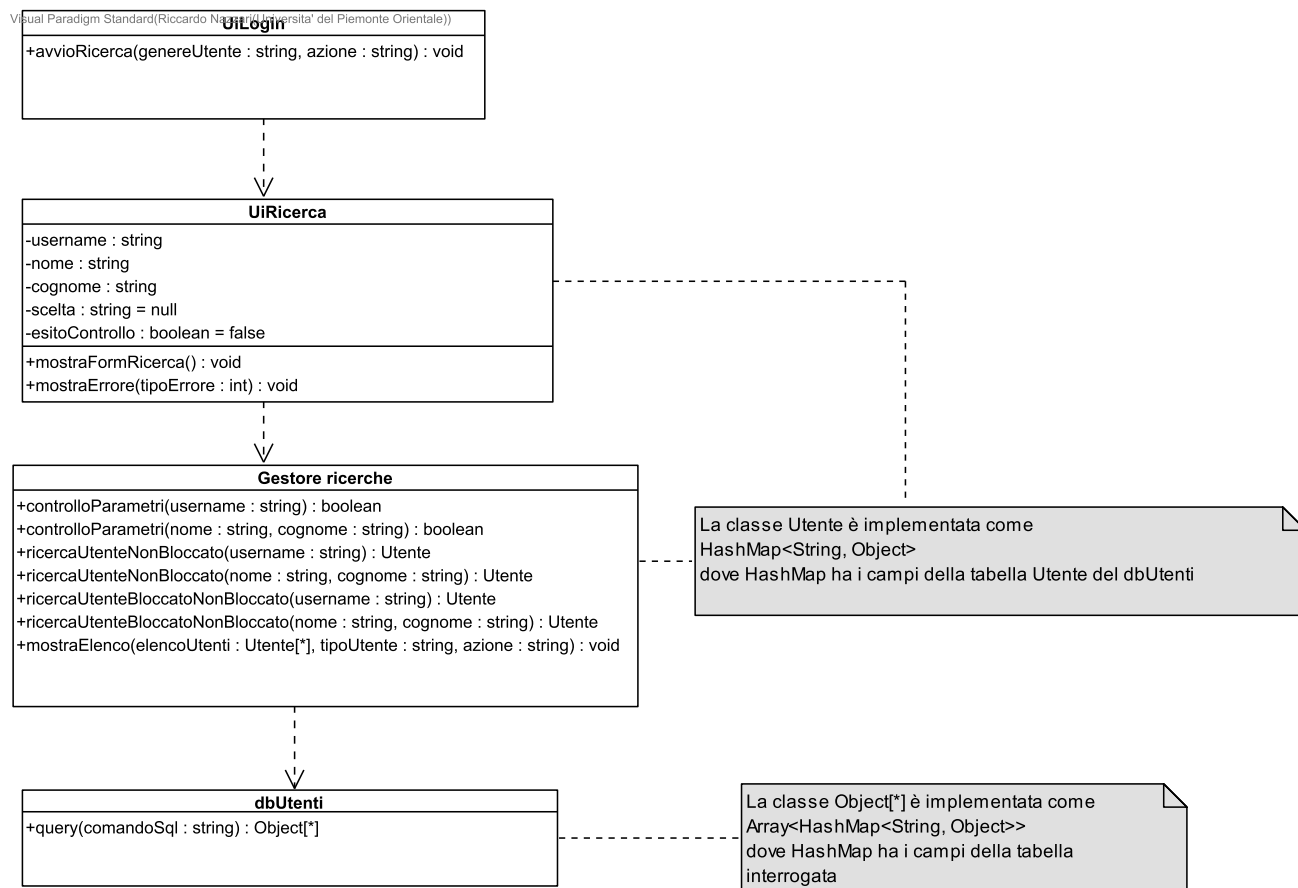 Visual Paradigm Standard(Riccardo Nazzari(Universita' del Piemonte Orientale))
UiLogin
+avvioRicerca(genereUtente : string, azione : string) : void
UiRicerca
-username : string
-nome : string
-cognome : string
-scelta : string = null
-esitoControllo : boolean = false
+mostraFormRicerca() : void
+mostraErrore(tipoErrore : int) : void
Gestore ricerche
+controlloParametri(username : string) : boolean
+controlloParametri(nome : string, cognome : string) : boolean
+ricercaUtenteNonBloccato(username : string) : Utente
+ricercaUtenteNonBloccato(nome : string, cognome : string) : Utente
+ricercaUtenteBloccatoNonBloccato(username : string) : Utente
+ricercaUtenteBloccatoNonBloccato(nome : string, cognome : string) : Utente
+mostraElenco(elencoUtenti : Utente[*], tipoUtente : string, azione : string) : void
La classe Utente è implementata come
HashMap<String, Object>
dove HashMap ha i campi della tabella Utente del dbUtenti
dbUtenti
+query(comandoSql : string) : Object[*]
La classe Object[*] è implementata come
Array<HashMap<String, Object>>
dove HashMap ha i campi della tabella
interrogata